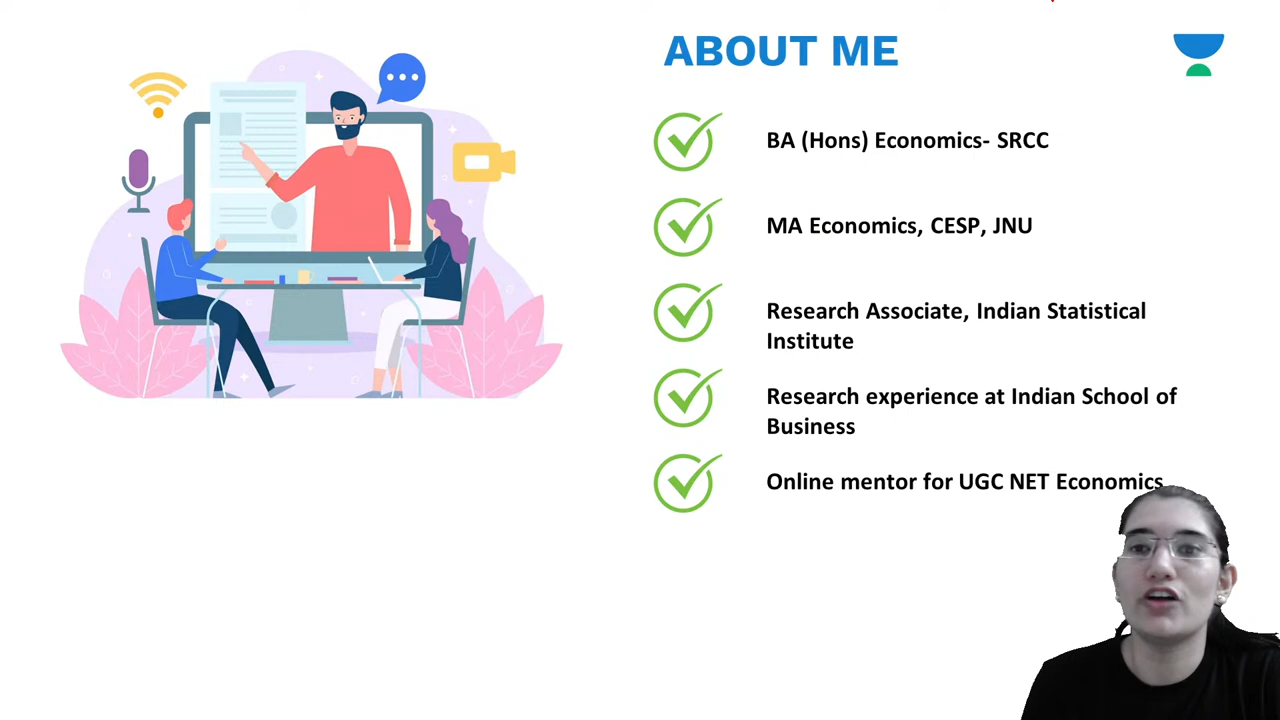 ABOUT ME
BA (Hons) Economics- SRCC
MA Economics, CESP, JNU
Research Associate, Indian Statistical
Institute
Research experience at Indian School of
Business
Online mentor for UGC NET Economics